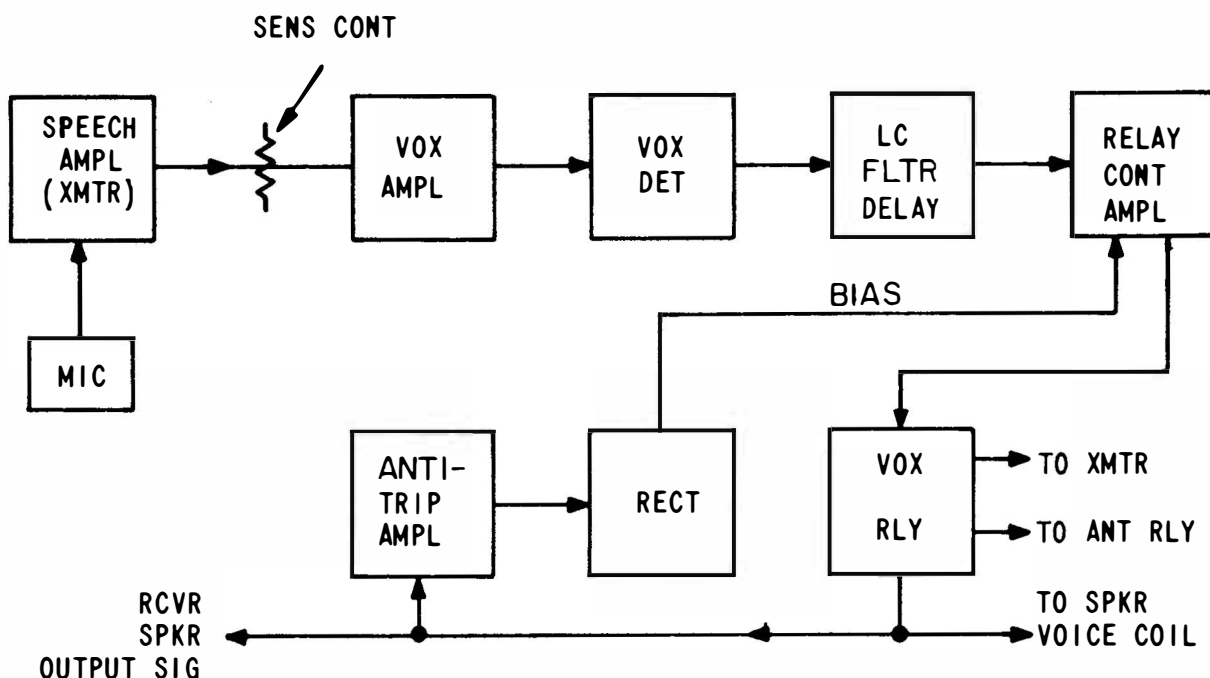 SENS CONT
SPEECH
AMPL
(XMTR)
VOX
AMPL
VOX
DET
LC
FLTR
DELAY
RELAY
CONT
AMPL
BIAS
MIC
ANTI-
TRIP
AMPL
RECT
VOX
RLY
TO XMTR
TO ANT RLY
RCVR
SPKR
OUTPUT SIG
TO SPKR
VOICE COIL